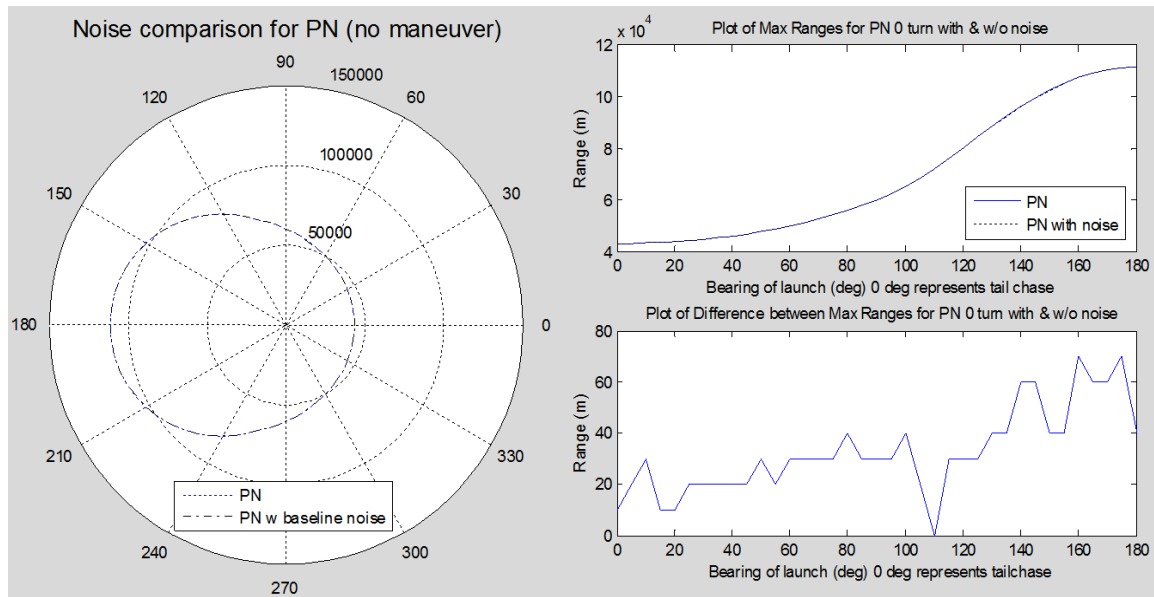 Noise comparison for PN (no maneuver)
90
150000
120
60
100000
150
30
50000
180
0
210
330
PN
PN w baseline noise
240
300
270
Plot of Max Ranges for PN 0 turn with & w/o noise
x 10^4
12
10
8
6
4
Range (m)
PN
PN with noise
0 20 40 60 80 100 120 140 160 180
Bearing of launch (deg) 0 deg represents tail chase
Plot of Difference between Max Ranges for PN 0 turn with & w/o noise
80
60
40
20
0
Range (m)
0 20 40 60 80 100 120 140 160 180
Bearing of launch (deg) 0 deg represents tailchase